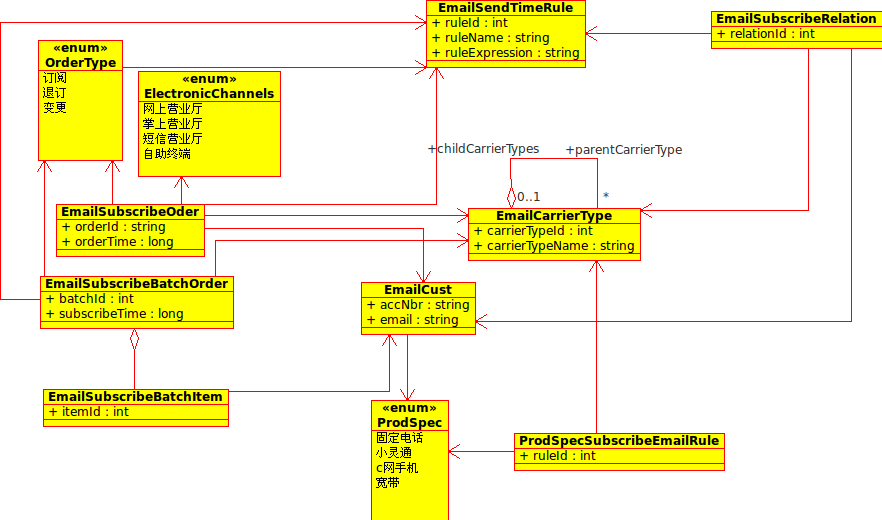 EmailSendTimeRule
+ ruleId : int
+ ruleName : string
+ ruleExpression : string
EmailSubscribeRelation
+ relationId : int
«enum»
OrderType
订阅
退订
变更
«enum»
ElectronicChannels
网上营业厅
掌上营业厅
短信营业厅
自助终端
+childCarrierTypes
+parentCarrierType
0..1
*
EmailSubscribeOder
+ orderId : string
+ orderTime : long
EmailCarrierType
+ carrierTypeId : int
+ carrierTypeName : string
EmailSubscribeBatchOrder
+ batchId : int
+ subscribeTime : long
EmailCust
+ accNbr : string
+ email : string
EmailSubscribeBatchItem
+ itemId : int
«enum»
ProdSpec
固定电话
小灵通
c网手机
宽带
ProdSpecSubscribeEmailRule
+ ruleId : int